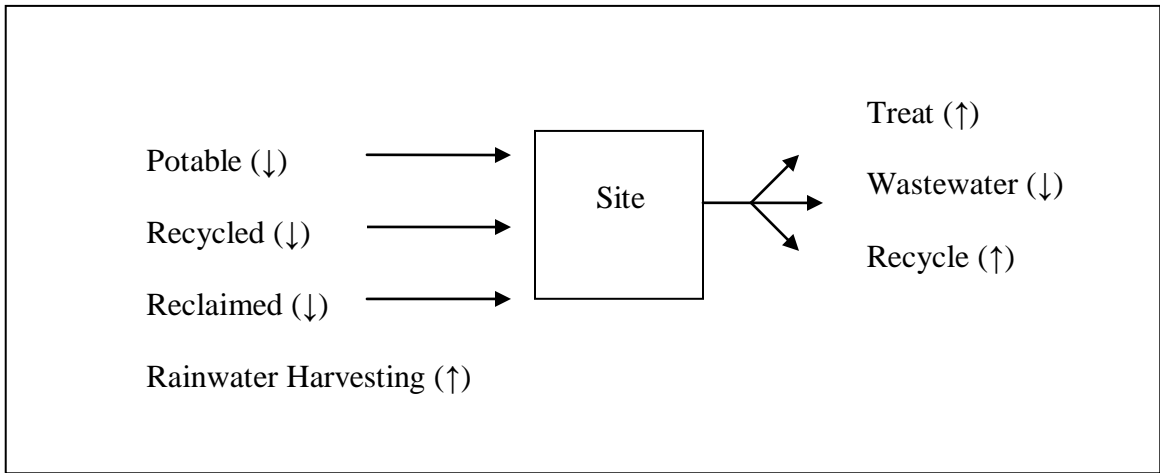 Potable (↓)
Recycled (↓)
Reclaimed (↓)
Rainwater Harvesting (↑)
Site
Treat (↑)
Wastewater (↓)
Recycle (↑)